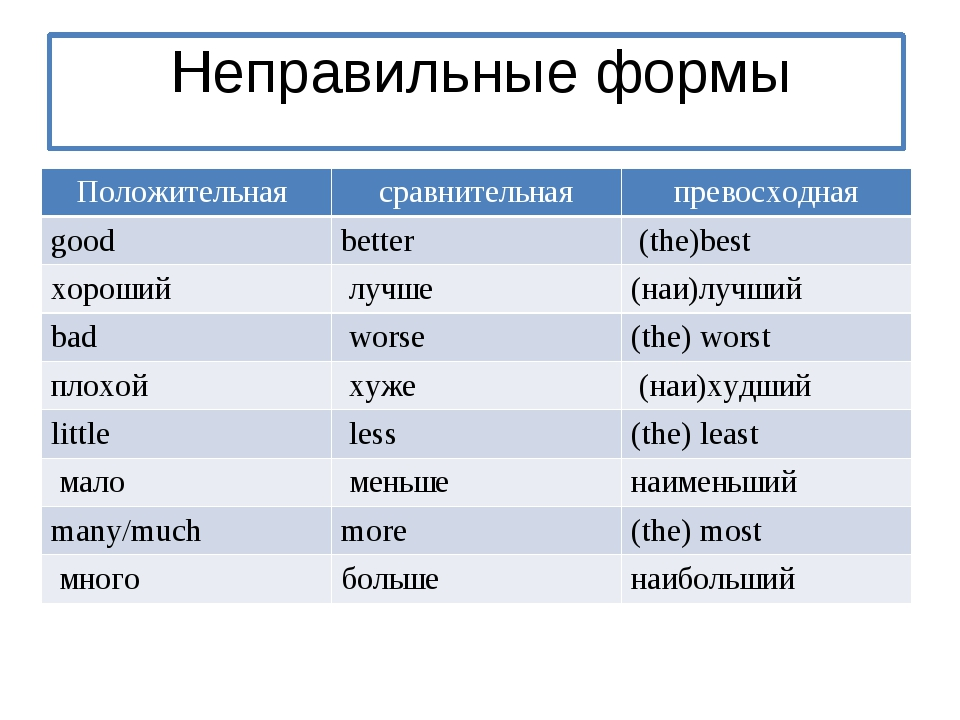 Неправильные формы
Положительная сравнительная превосходная
good better (the)best
хороший лучше (наи)лучший
bad worse (the) worst
плохой хуже (наи)худший
little less (the) least
мало меньше наименьший
many/much more (the) most
много больше наибольший